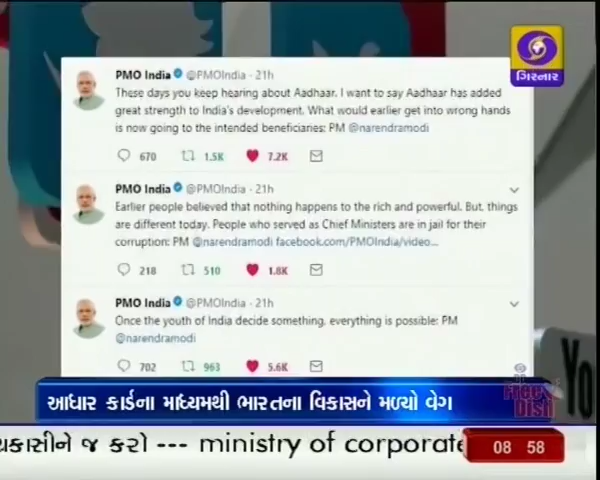 ગિરનાર
PMO India @PMOIndia · 21h
These days you keep hearing about Aadhaar. I want to say Aadhaar has added
great strength to India's development. What would earlier get into wrong hands
is now going to the intended beneficiaries: PM @narendramodi
670 1.5K 7.2K
PMO India @PMOIndia · 21h
Earlier people believed that nothing happens to the rich and powerful. But, things
are different today. People who served as Chief Ministers are in jail for their
corruption: PM @narendramodi facebook.com/PMOIndia/video...
218 510 1.8K
PMO India @PMOIndia · 21h
Once the youth of India decide something, everything is possible: PM
@narendramodi
702 963 5.6K
Free
Dish
Yo
આધાર કાર્ડના માધ્યમથી ભારતના વિકાસને મળ્યો વેગ
યકાસીને જ કરો --- ministry of corporate
08 58